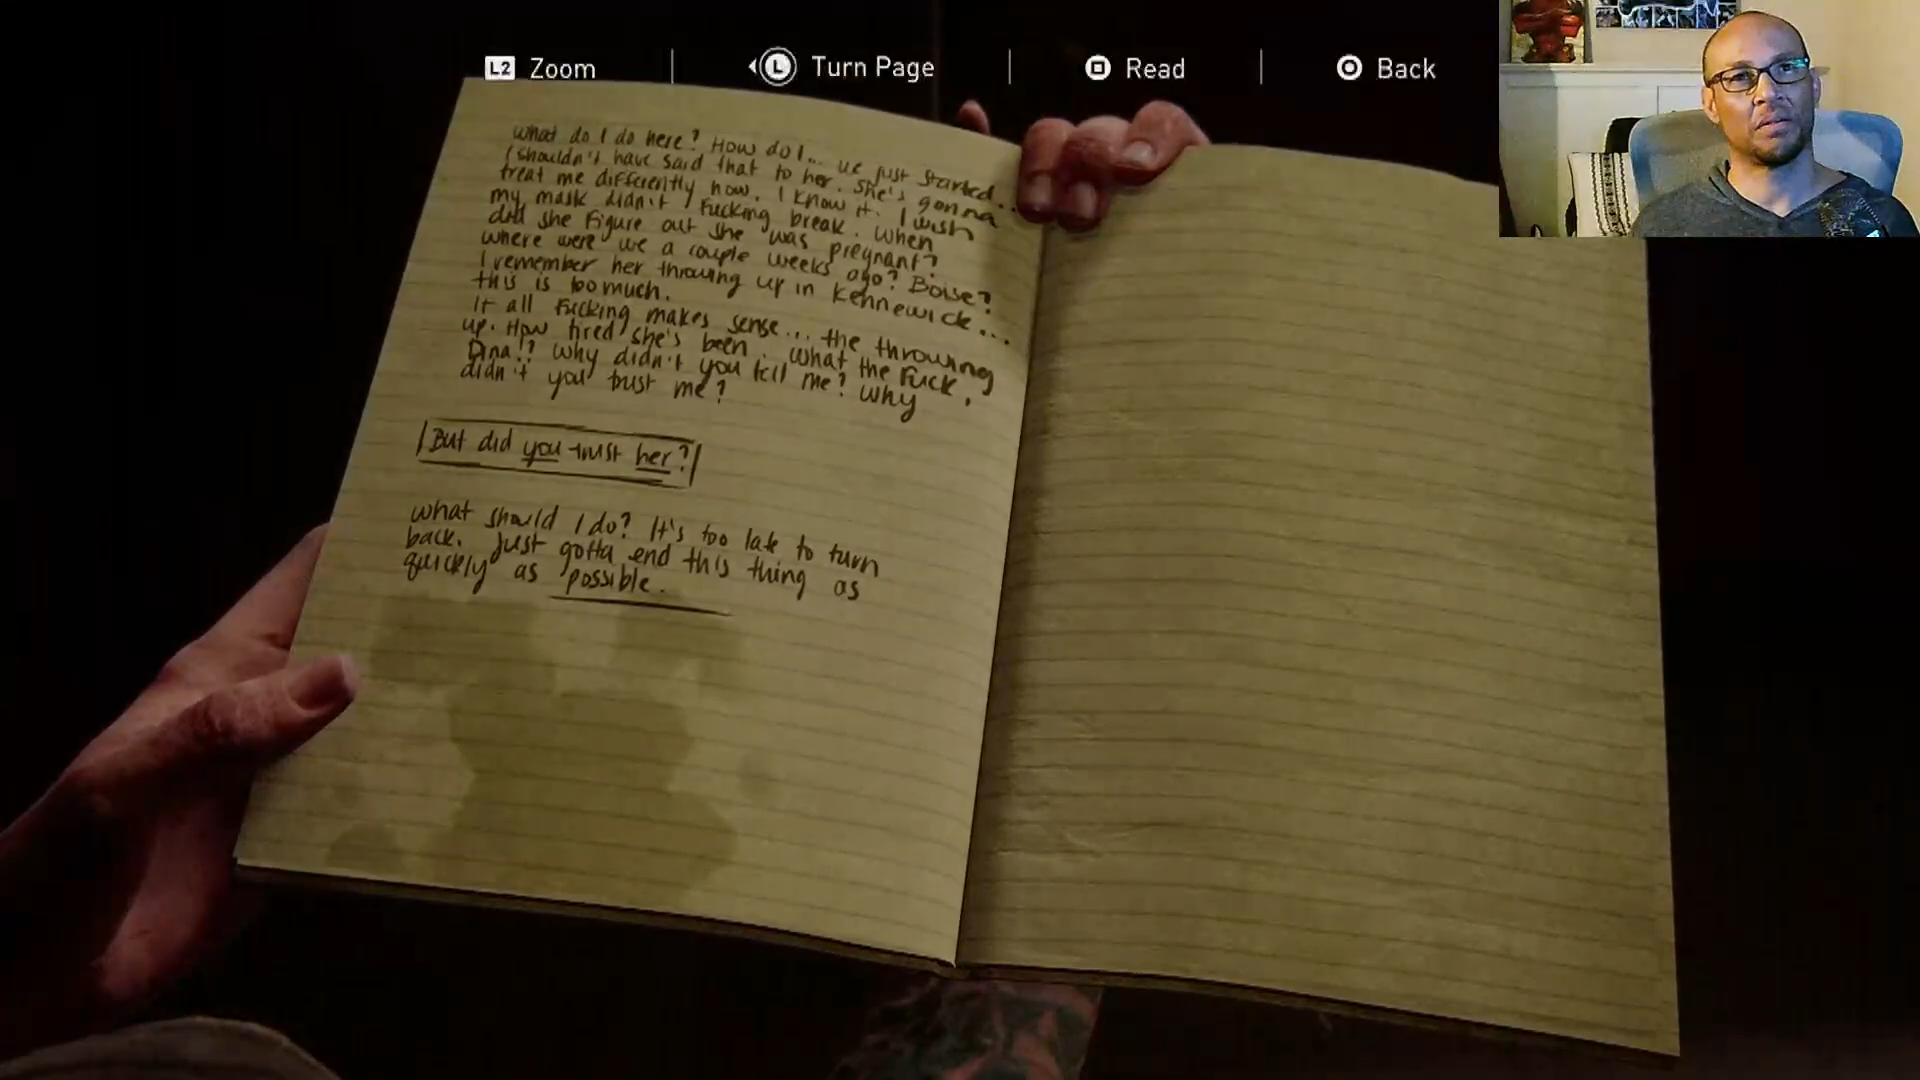 L2 Zoom | L Turn Page | Read | Back
What do I do here? How do I... we just started...
I shouldn't have said that to her. She's gonna
treat me differently now. I know it. I wish
my mask didn't fucking break. When
did she figure out she was pregnant?
where were we a couple weeks ago? Boise?
I remember her throwing up in Kennewick...
this is too much.
It all fucking makes sense... the throwing
up. How tired she's been. What the Fuck,
Dina!? Why didn't you tell me? Why
didn't you trust me?
But did you trust her?
what should I do? It's too late to turn
back. Just gotta end this thing as
quickly as possible.